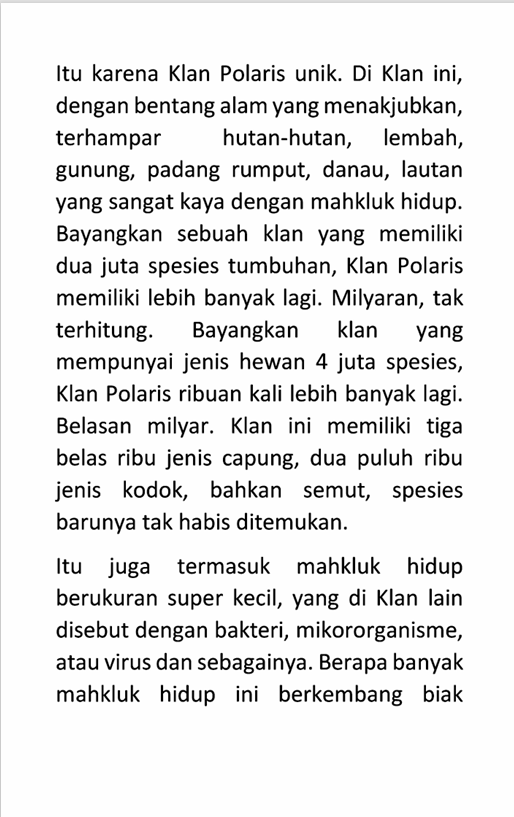 Itu karena Klan Polaris unik. Di Klan ini,
dengan bentang alam yang menakjubkan,
terhampar hutan-hutan, lembah,
gunung, padang rumput, danau, lautan
yang sangat kaya dengan mahkluk hidup.
Bayangkan sebuah klan yang memiliki
dua juta spesies tumbuhan, Klan Polaris
memiliki lebih banyak lagi. Milyaran, tak
terhitung. Bayangkan klan yang
mempunyai jenis hewan 4 juta spesies,
Klan Polaris ribuan kali lebih banyak lagi.
Belasan milyar. Klan ini memiliki tiga
belas ribu jenis capung, dua puluh ribu
jenis kodok, bahkan semut, spesies
barunya tak habis ditemukan.
Itu juga termasuk mahkluk hidup
berukuran super kecil, yang di Klan lain
disebut dengan bakteri, mikororganisme,
atau virus dan sebagainya. Berapa banyak
mahkluk hidup ini berkembang biak